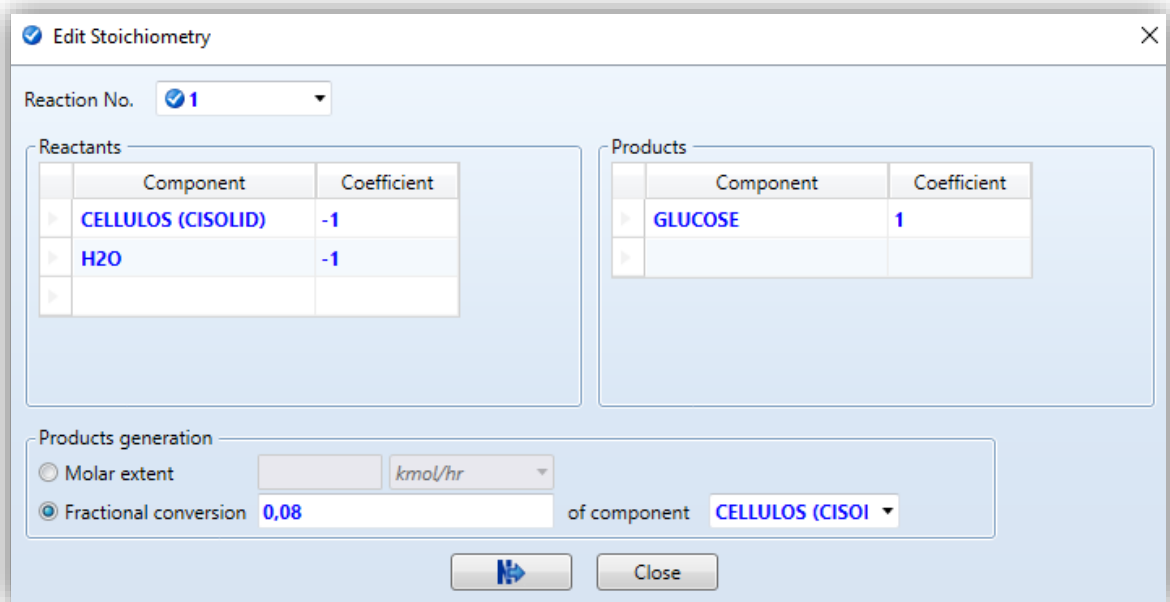 Edit Stoichiometry
Reaction No. 1
Reactants
Component Coefficient
CELLULOS (CISOLID) -1
H2O -1
Products
Component Coefficient
GLUCOSE 1
Products generation
Molar extent kmol/hr
Fractional conversion 0,08 of component CELLULOS (CISOI
N Close